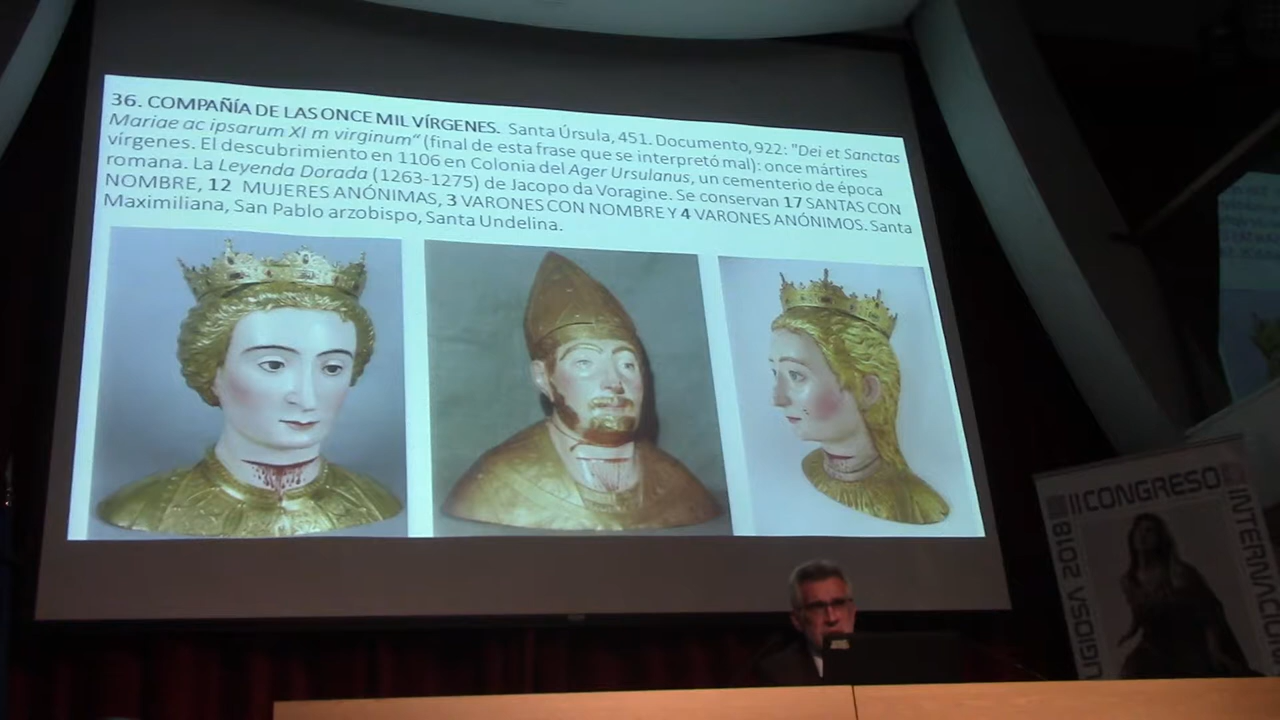 36. COMPAÑÍA DE LAS ONCE MIL VÍRGENES. Santa Úrsula, 451. Documento, 922: "Dei et Sanctas
Mariae ac ipsarum XI m virginum“ (final de esta frase que se interpretó mal): once mártires
vírgenes. El descubrimiento en 1106 en Colonia del Ager Ursulanus, un cementerio de época
romana. La Leyenda Dorada (1263-1275) de Jacopo da Voragine. Se conservan 17 SANTAS CON
NOMBRE, 12 MUJERES ANÓNIMAS, 3 VARONES CON NOMBRE Y 4 VARONES ANÓNIMOS. Santa
Maximiliana, San Pablo arzobispo, Santa Undelina.
II CONGRESO
INTERNACION
UGIOSA 2018